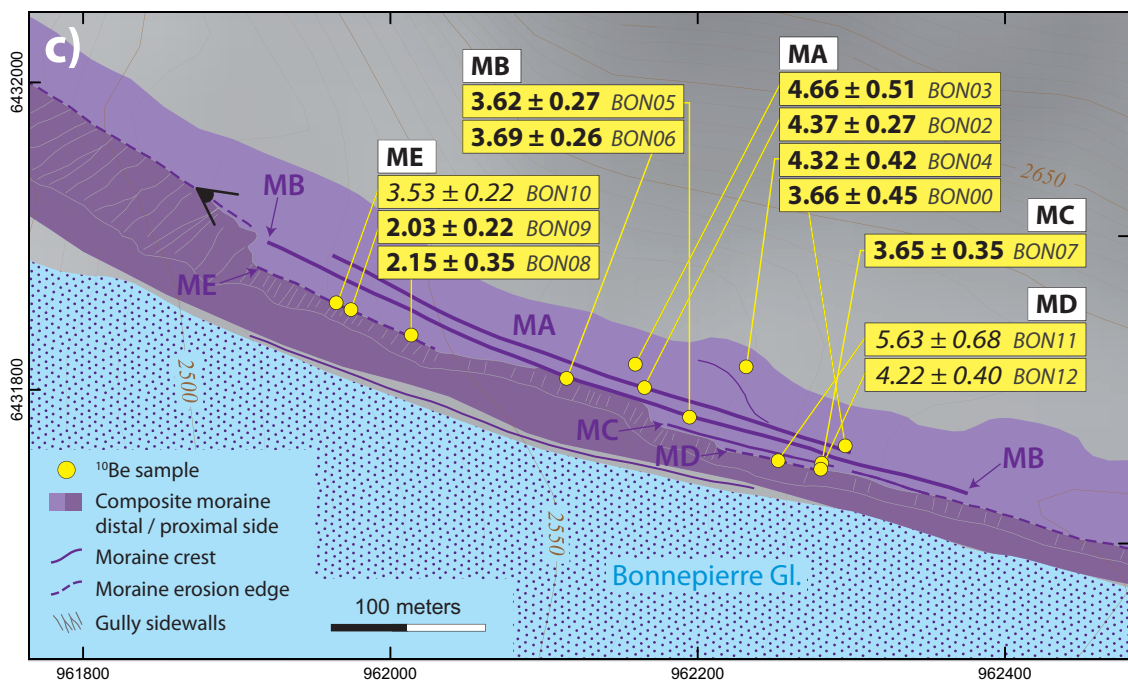 c)
MB
3.62 ± 0.27 BON05
3.69 ± 0.26 BON06
MA
4.66 ± 0.51 BON03
4.37 ± 0.27 BON02
4.32 ± 0.42 BON04
3.66 ± 0.45 BON00
ME
3.53 ± 0.22 BON10
2.03 ± 0.22 BON09
2.15 ± 0.35 BON08
MC
3.65 ± 0.35 BON07
MD
5.63 ± 0.68 BON11
4.22 ± 0.40 BON12
2650
MB
ME
MA
MC
MD
MB
2500
2550
Bonnepierre Gl.
¹⁰Be sample
Composite moraine
distal / proximal side
Moraine crest
Moraine erosion edge
Gully sidewalls
100 meters
6432000
6431800
961800
962000
962200
962400